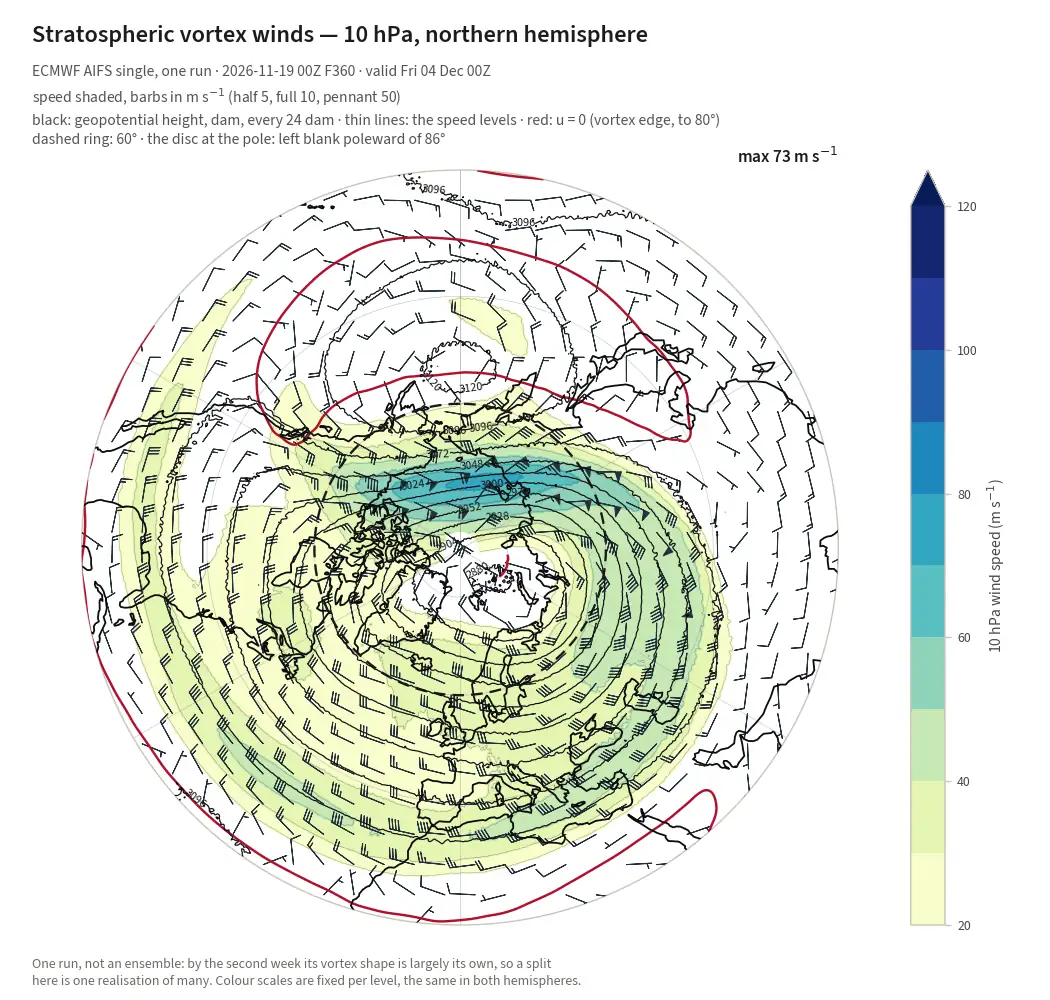 Stratospheric vortex winds — 10 hPa, northern hemisphere
ECMWF AIFS single, one run · 2026-11-19 00Z F360 · valid Fri 04 Dec 00Z
speed shaded, barbs in m s⁻¹ (half 5, full 10, pennant 50)
black: geopotential height, dam, every 24 dam · thin lines: the speed levels · red: u = 0 (vortex edge, to 80°)
dashed ring: 60° · the disc at the pole: left blank poleward of 86°
max 73 m s⁻¹
3096
3096
3120
3120
3096
3072
3048
3024
3000
2928
3096
120
100
80
60
40
20
10 hPa wind speed (m s⁻¹)
One run, not an ensemble: by the second week its vortex shape is largely its own, so a split
here is one realisation of many. Colour scales are fixed per level, the same in both hemispheres.